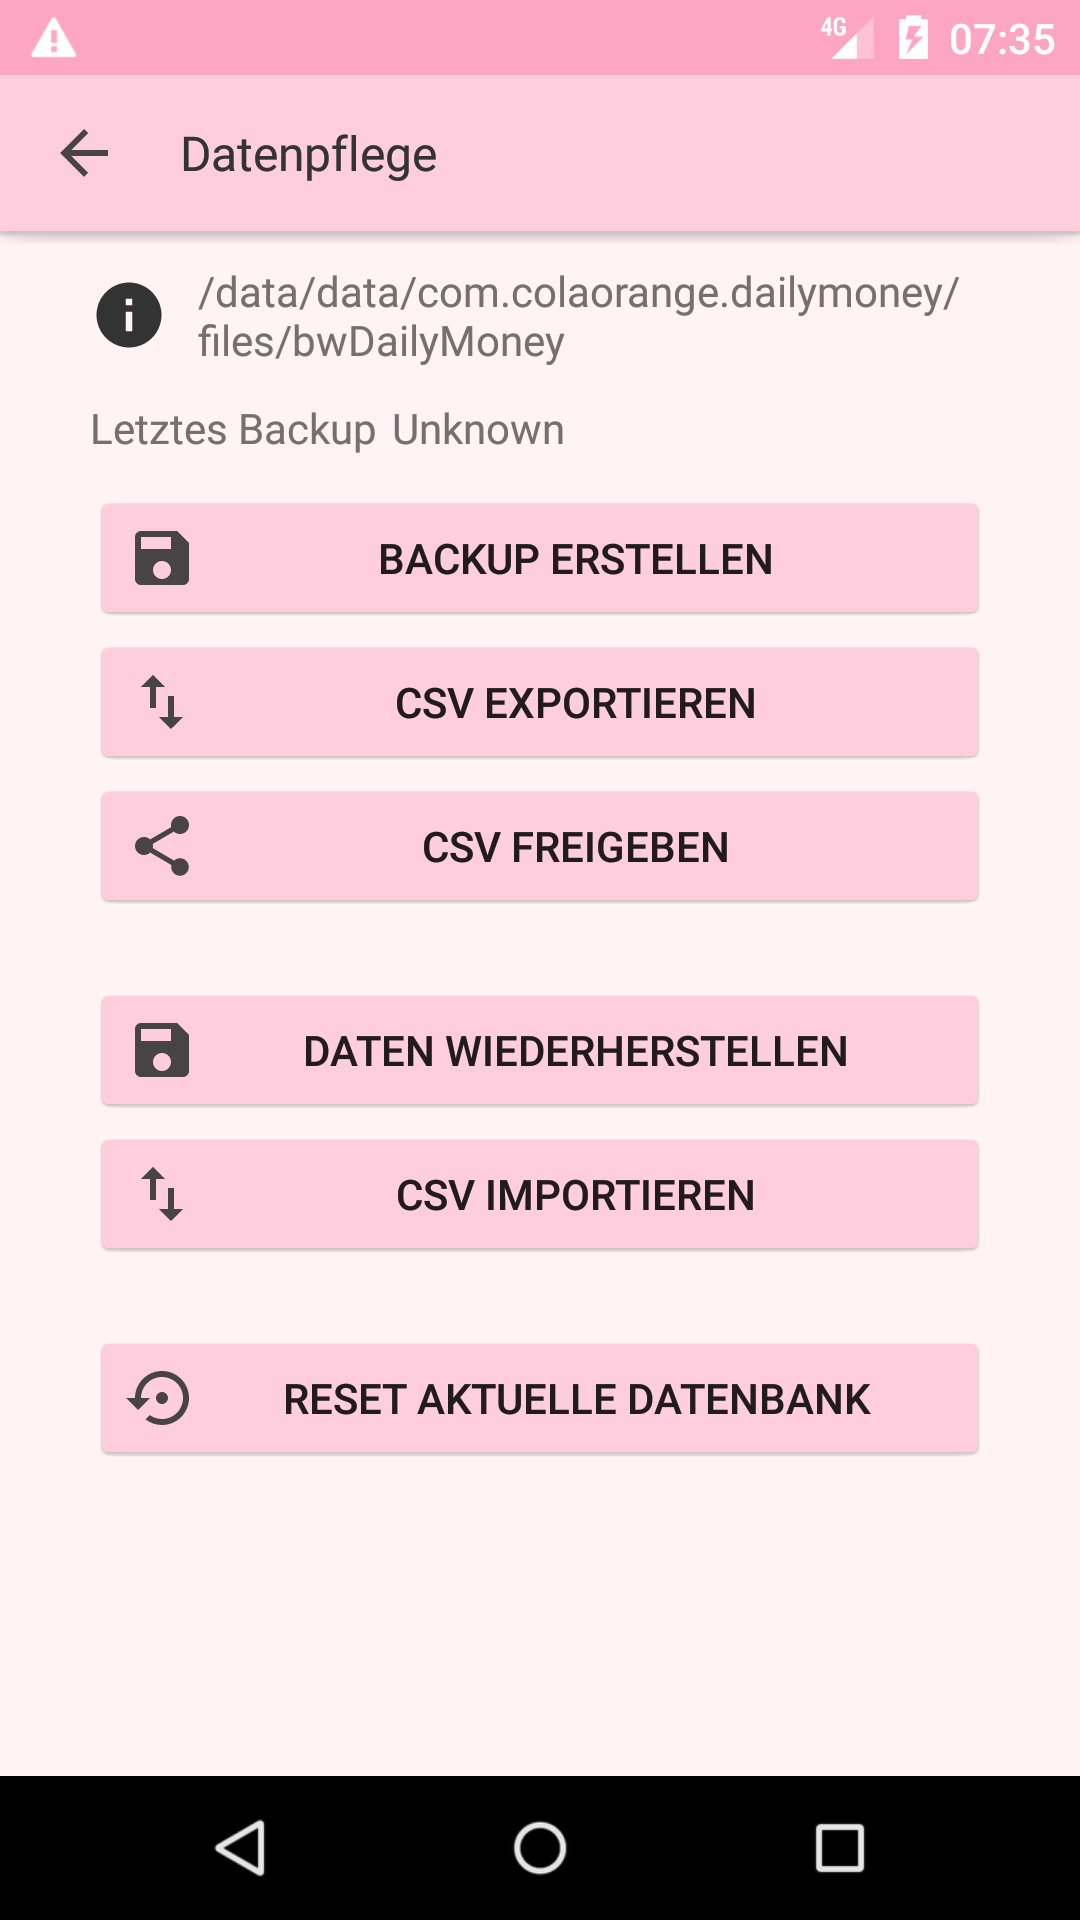 4G 07:35
Datenpflege
/data/data/com.colaorange.dailymoney/
files/bwDailyMoney
Letztes Backup Unknown
BACKUP ERSTELLEN
CSV EXPORTIEREN
CSV FREIGEBEN
DATEN WIEDERHERSTELLEN
CSV IMPORTIEREN
RESET AKTUELLE DATENBANK